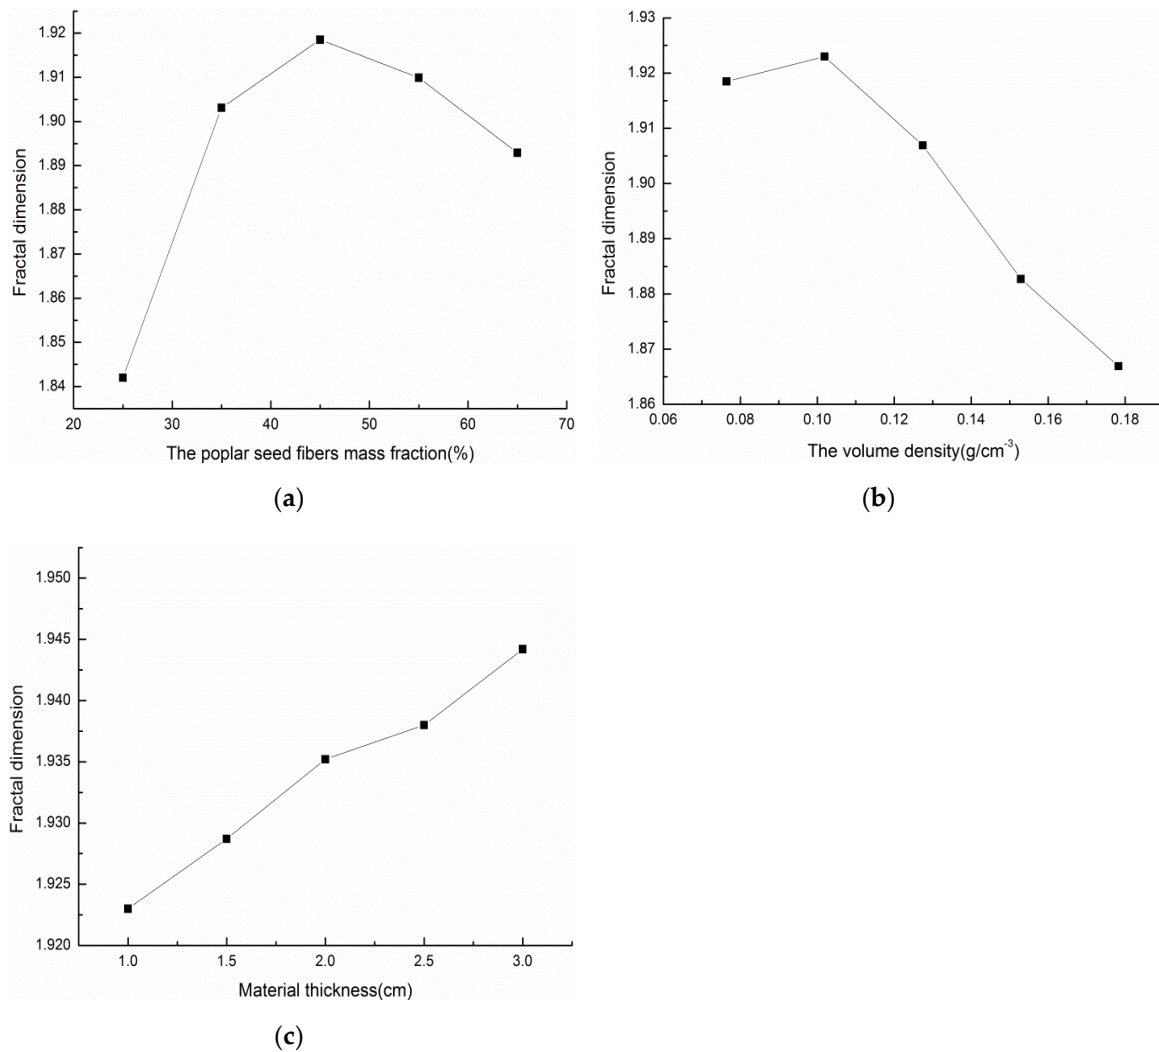 1.92
1.91
1.90
1.89
1.88
1.87
1.86
1.85
1.84
Fractal dimension
20 30 40 50 60 70
The poplar seed fibers mass fraction(%)
(a)
1.93
1.92
1.91
1.90
1.89
1.88
1.87
1.86
Fractal dimension
0.06 0.08 0.10 0.12 0.14 0.16 0.18
The volume density(g/cm⁻³)
(b)
1.950
1.945
1.940
1.935
1.930
1.925
1.920
Fractal dimension
1.0 1.5 2.0 2.5 3.0
Material thickness(cm)
(c)